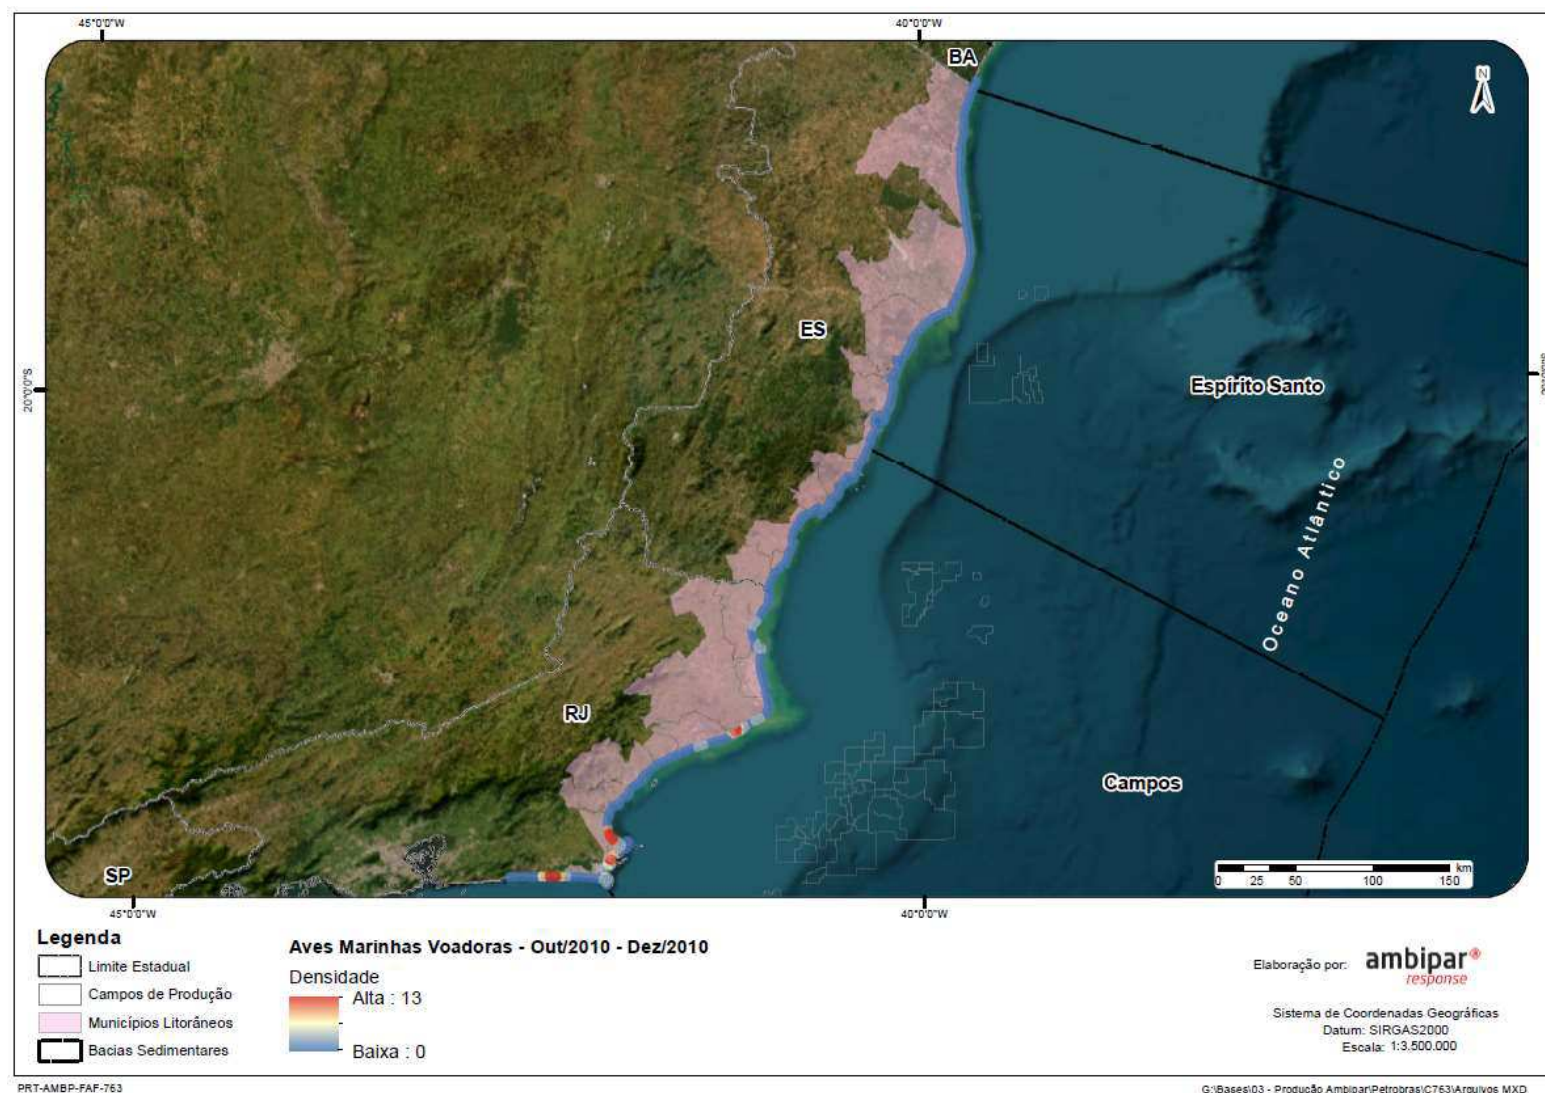 45°0'0"W
40°0'0"W
BA
N
ES
20°0'0"S
Espírito Santo
Oceano Atlântico
RJ
Campos
SP
km
0 25 50 100 150
45°0'0"W
40°0'0"W
Legenda
Limite Estadual
Campos de Produção
Municípios Litorâneos
Bacias Sedimentares
Aves Marinhas Voadoras - Out/2010 - Dez/2010
Densidade
Alta : 13
Baixa : 0
Elaboração por:
ambipar®
response
Sistema de Coordenadas Geográficas
Datum: SIRGAS2000
Escala: 1:3.500.000
PRT-AMBP-FAF-763
G:\Bases\03 - Produção Ambipar\Petrobras\C763\Arquivos MXD